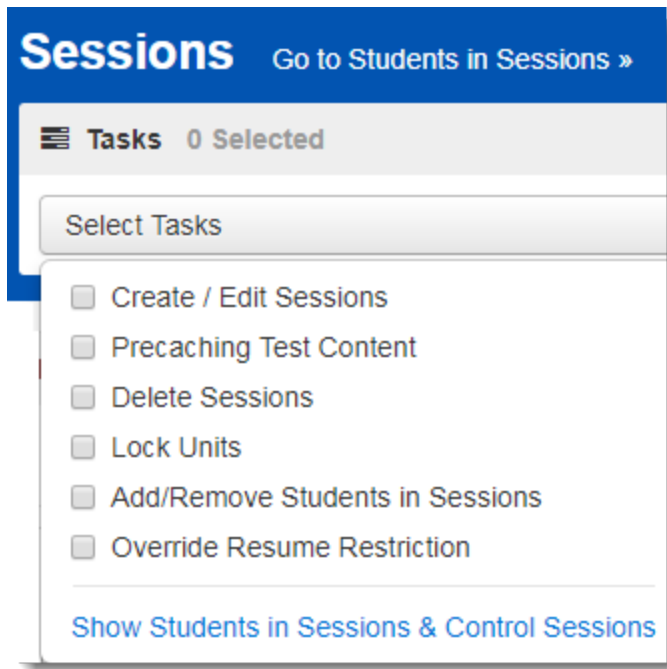 Sessions Go to Students in Sessions »
Tasks 0 Selected
Select Tasks
Create / Edit Sessions
Precaching Test Content
Delete Sessions
Lock Units
Add/Remove Students in Sessions
Override Resume Restriction
Show Students in Sessions & Control Sessions